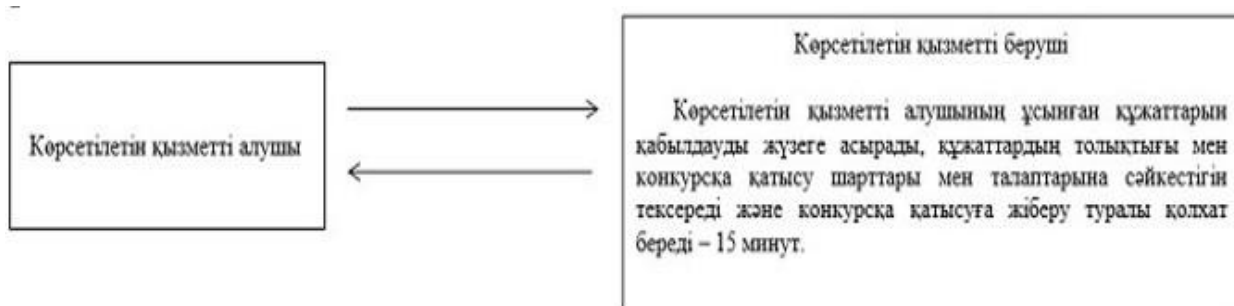 Көрсетілетін қызметті алушы
Көрсетілетін қызметті беруші
Көрсетілетін қызметті алушының ұсынған құжаттарын
қабылдауды жүзеге асырады, құжаттардың толықтығы мен
конкурсқа қатысу шарттары мен талаптарына сәйкестігін
тексереді және конкурсқа қатысуға жіберу туралы қолхат
береді – 15 минут.